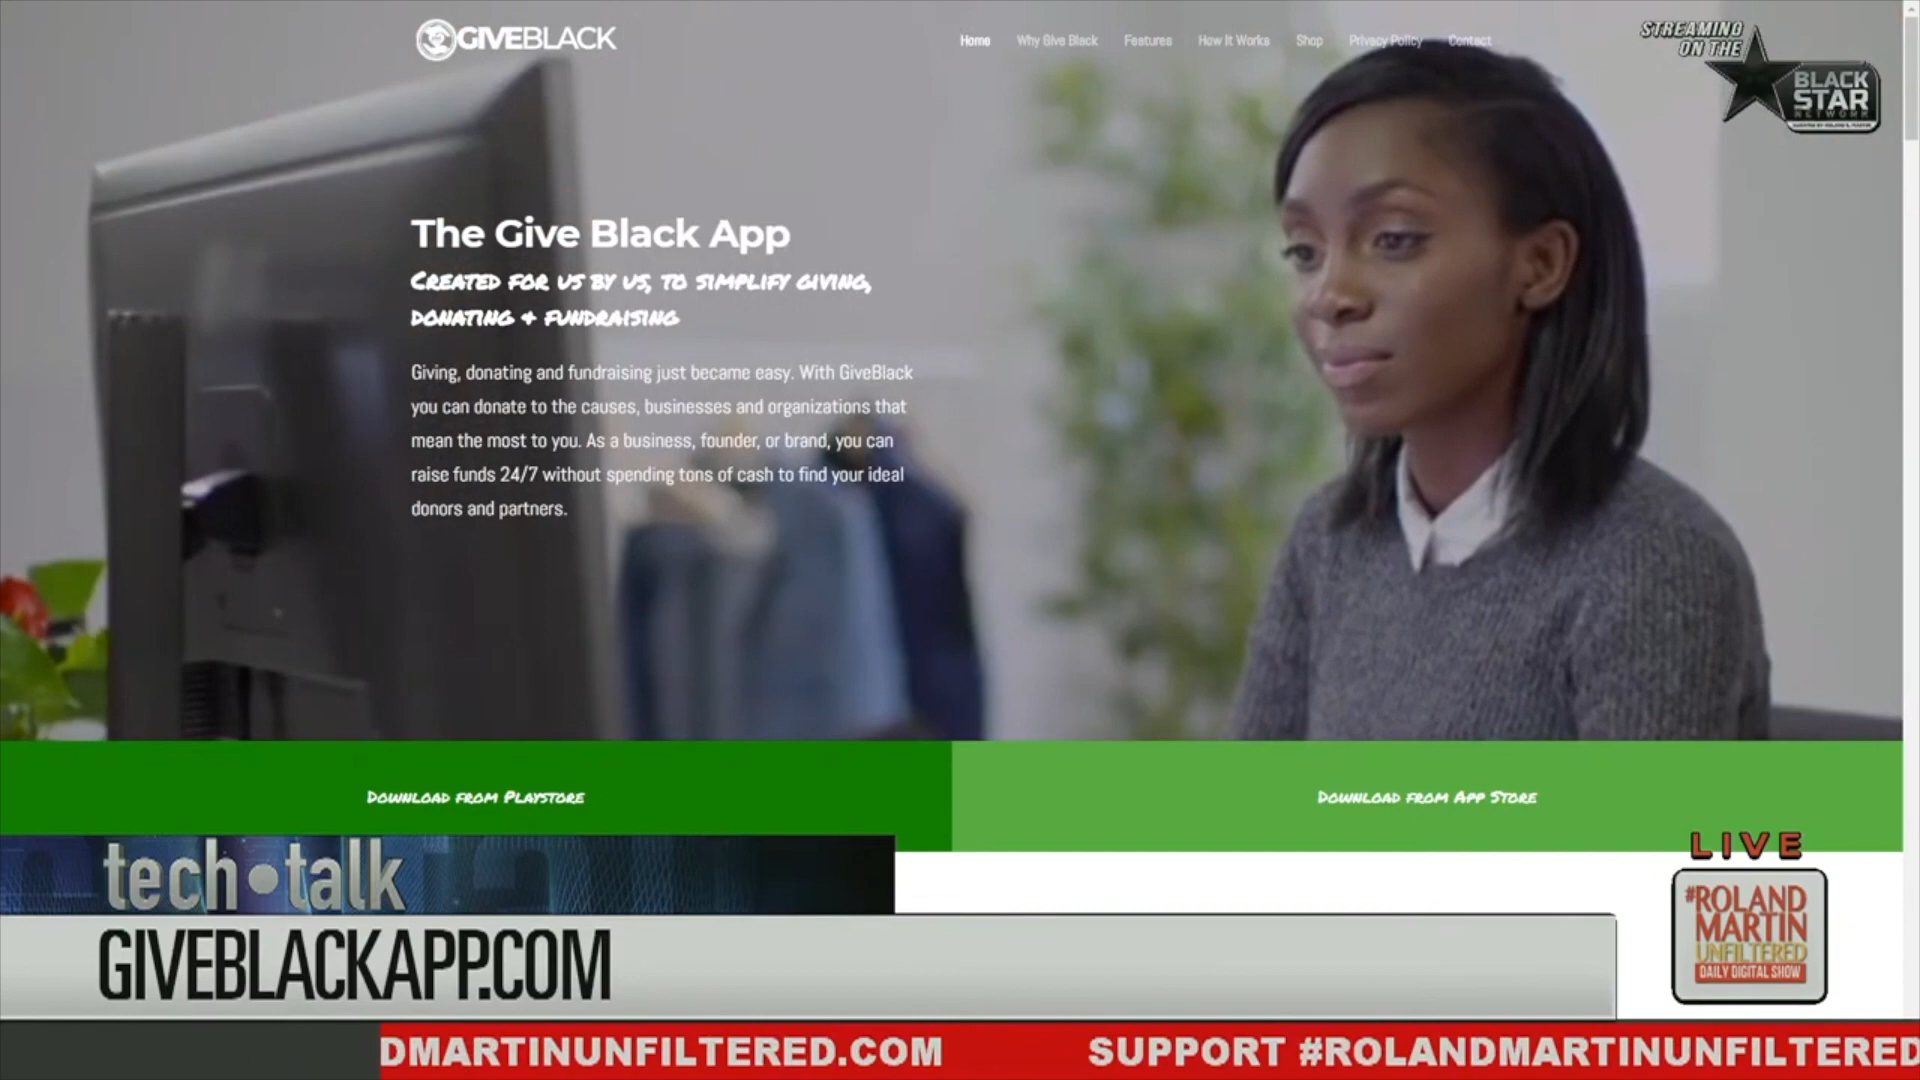 GIVEBLACK
Home Why Give Black Features How It Works Shop Privacy Policy Contact
STREAMING
ON THE
BLACK
STAR
NETWORK
The Give Black App
CREATED FOR US BY US, TO SIMPLIFY GIVING,
DONATING + FUNDRAISING
Giving, donating and fundraising just became easy. With GiveBlack
you can donate to the causes, businesses and organizations that
mean the most to you. As a business, founder, or brand, you can
raise funds 24/7 without spending tons of cash to find your ideal
donors and partners.
DOWNLOAD FROM PLAYSTORE
DOWNLOAD FROM APP STORE
tech•talk
GIVEBLACKAPP.COM
LIVE
#ROLAND
MARTIN
UNFILTERED
DAILY DIGITAL SHOW
DMARTINUNFILTERED.COM SUPPORT #ROLANDMARTINUNFILTERED